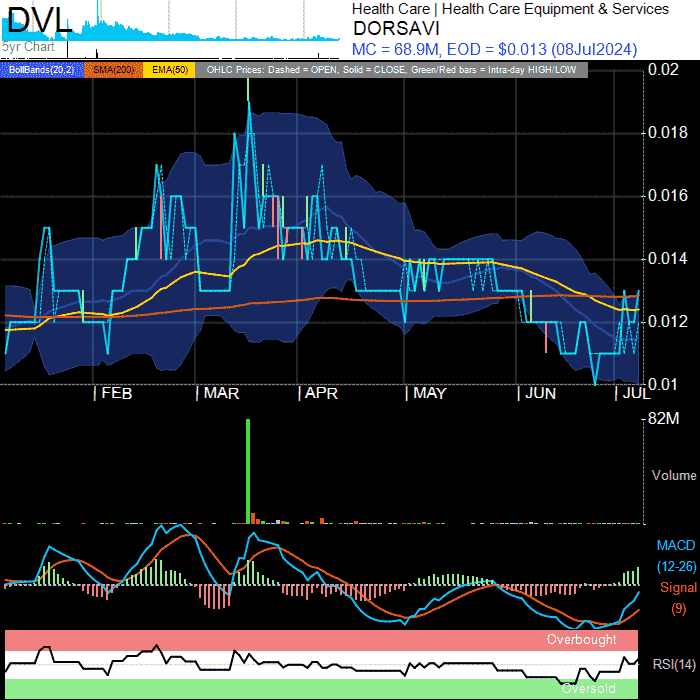 DVL
5yr Chart
Health Care | Health Care Equipment & Services
DORSAVI
MC = 68.9M, EOD = $0.013 (08Jul2024)
BollBands(20,2) SMA(200) EMA(50) OHLC Prices: Dashed = OPEN, Solid = CLOSE, Green/Red bars = Intra-day HIGH/LOW
0.02
0.018
0.016
0.014
0.012
0.01
| FEB | MAR | APR | MAY | JUN | JUL
82M
Volume
MACD
(12-26)
Signal
(9)
Overbought
RSI(14)
Oversold